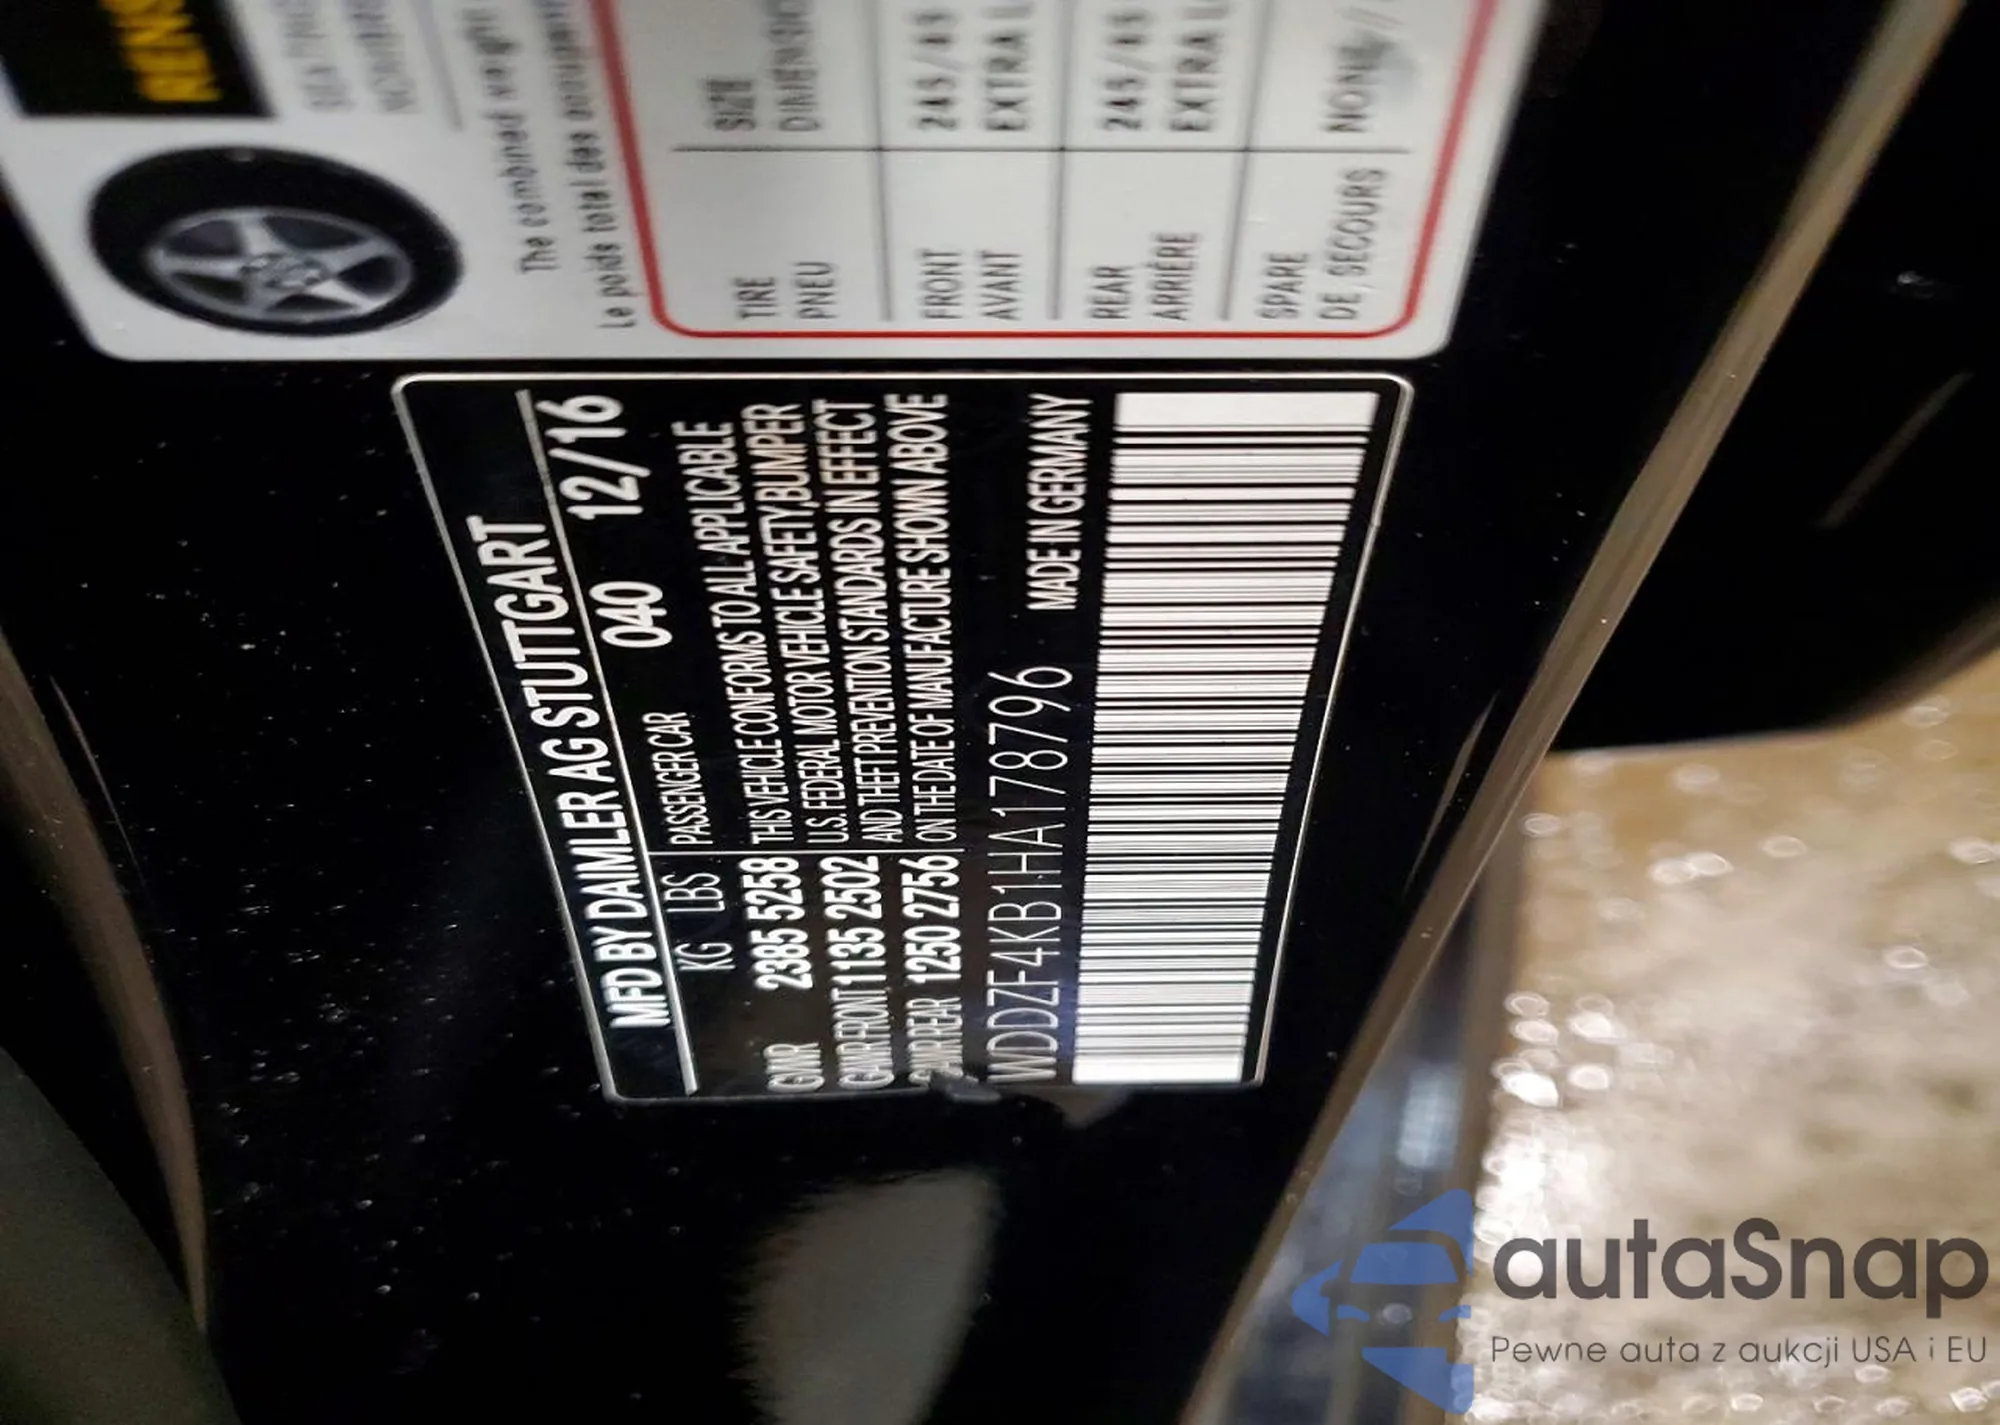 The combined weight
Le poids total des occupant
TIRE SIZE
PNEU DIMENSIO
FRONT 245/45
AVANT EXTRA L
REAR 245/45
ARRIÈRE EXTRA L
SPARE
DE SECOURS NONE//
MFD BY DAIMLER AG STUTTGART
KG LBS PASSENGER CAR 040 12/16
GWR 2385 5258 THIS VEHICLE CONFORMS TO ALL APPLICABLE
GAWR FRONT 1135 2502 U.S. FEDERAL MOTOR VEHICLE SAFETY,BUMPER
GAWR REAR 1250 2756 AND THEFT PREVENTION STANDARDS IN EFFECT
ON THE DATE OF MANUFACTURE SHOWN ABOVE
WDDZF4KB1HA178796 MADE IN GERMANY
autaSnap
Pewne auta z aukcji USA i EU